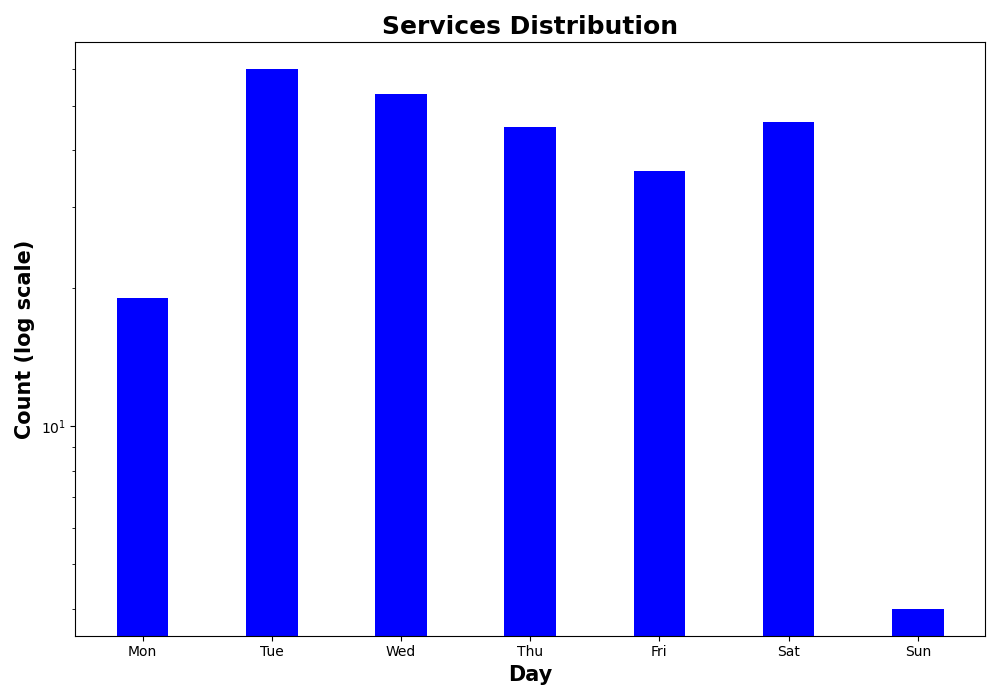 Services Distribution
Count (log scale)
10¹
Mon Tue Wed Thu Fri Sat Sun
Day